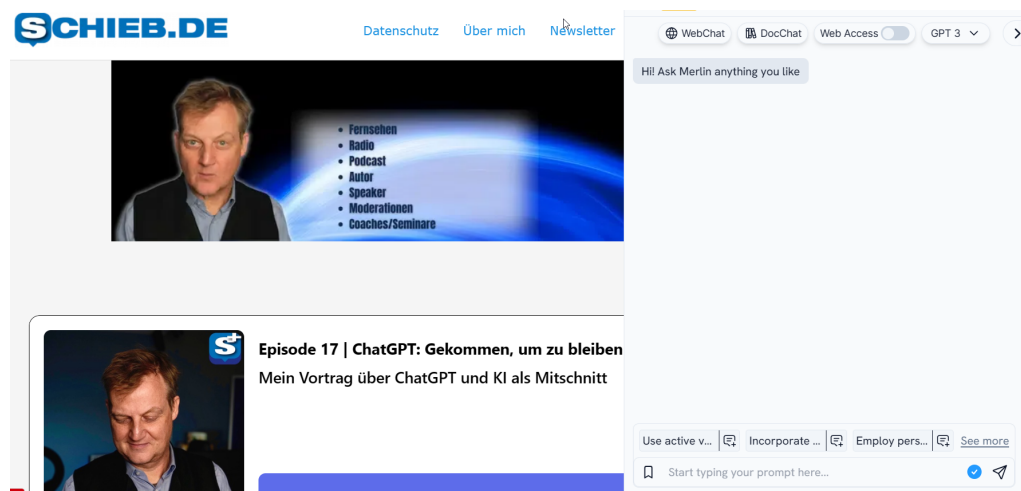 SCHIEB.DE
Datenschutz Über mich Newsletter
• Fernsehen
• Radio
• Podcast
• Autor
• Speaker
• Moderationen
• Coaches/Seminare
S+
Episode 17 | ChatGPT: Gekommen, um zu bleiben
Mein Vortrag über ChatGPT und KI als Mitschnitt
WebChat DocChat Web Access GPT 3
Hi! Ask Merlin anything you like
Use active v... Incorporate ... Employ pers... See more
Start typing your prompt here...